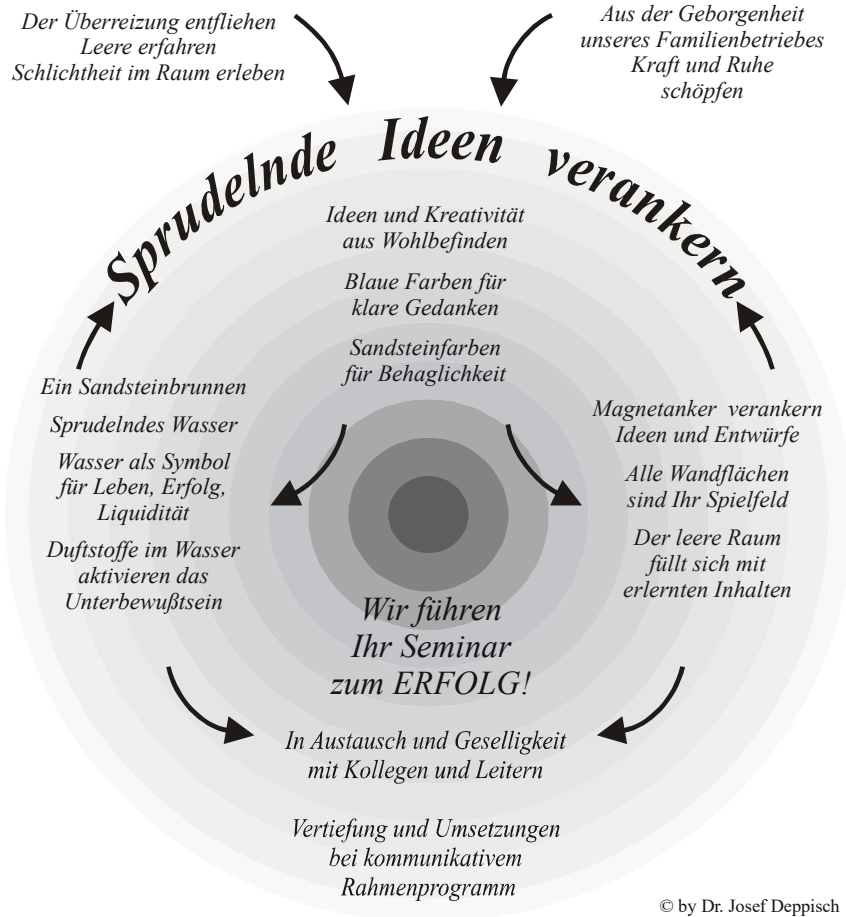 Der Überreizung entfliehen
Leere erfahren
Schlichtheit im Raum erleben
Aus der Geborgenheit
unseres Familienbetriebes
Kraft und Ruhe
schöpfen
Sprudelnde Ideen verankern
Ideen und Kreativität
aus Wohlbefinden
Blaue Farben für
klare Gedanken
Sandsteinfarben
für Behaglichkeit
Ein Sandsteinbrunnen
Sprudelndes Wasser
Wasser als Symbol
für Leben, Erfolg,
Liquidität
Duftstoffe im Wasser
aktivieren das
Unterbewußtsein
Magnetanker verankern
Ideen und Entwürfe
Alle Wandflächen
sind Ihr Spielfeld
Der leere Raum
füllt sich mit
erlernten Inhalten
Wir führen
Ihr Seminar
zum ERFOLG!
In Austausch und Geselligkeit
mit Kollegen und Leitern
Vertiefung und Umsetzungen
bei kommunikativem
Rahmenprogramm
© by Dr. Josef Deppisch